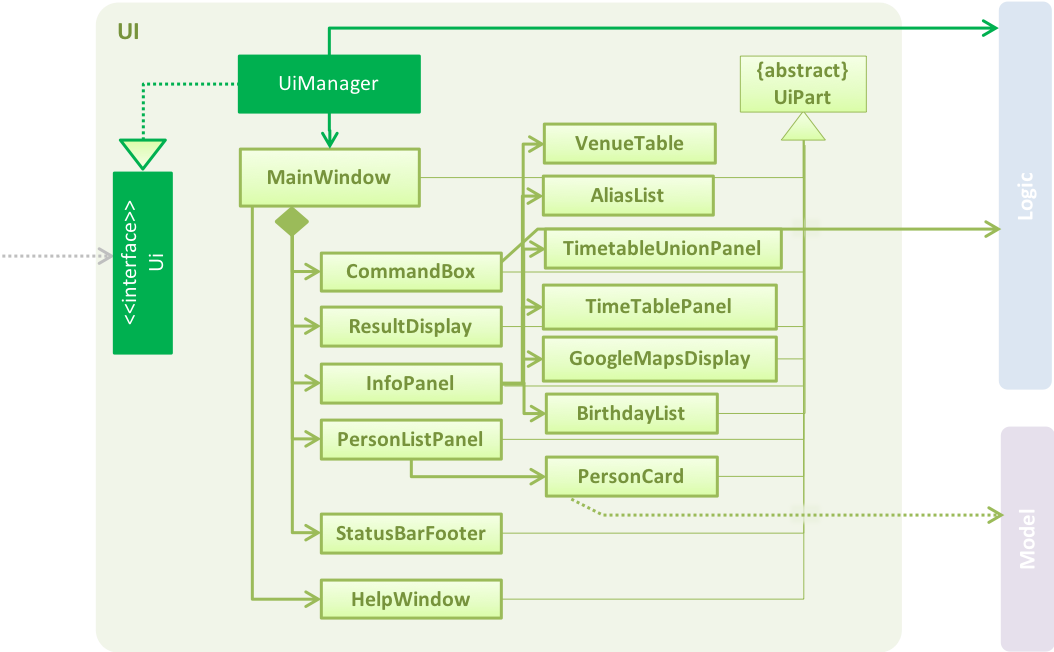 UI
UiManager
{abstract}
UiPart
VenueTable
MainWindow
AliasList
Logic
<<interface>>
Ui
TimetableUnionPanel
CommandBox
TimeTablePanel
ResultDisplay
GoogleMapsDisplay
InfoPanel
BirthdayList
PersonListPanel
PersonCard
Model
StatusBarFooter
HelpWindow